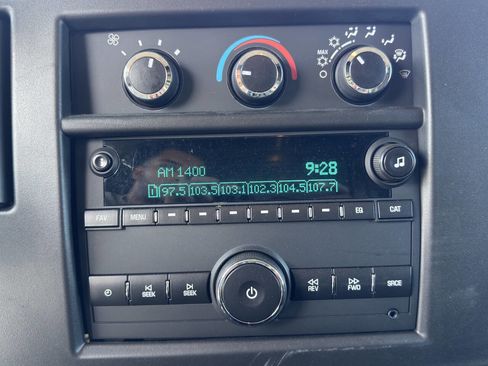 MAX
AM 1400 9:28
1 97.5 103.5 103.1 102.3 104.5 107.7
FAV MENU EQ CAT
SEEK SEEK REV FWD SRCE